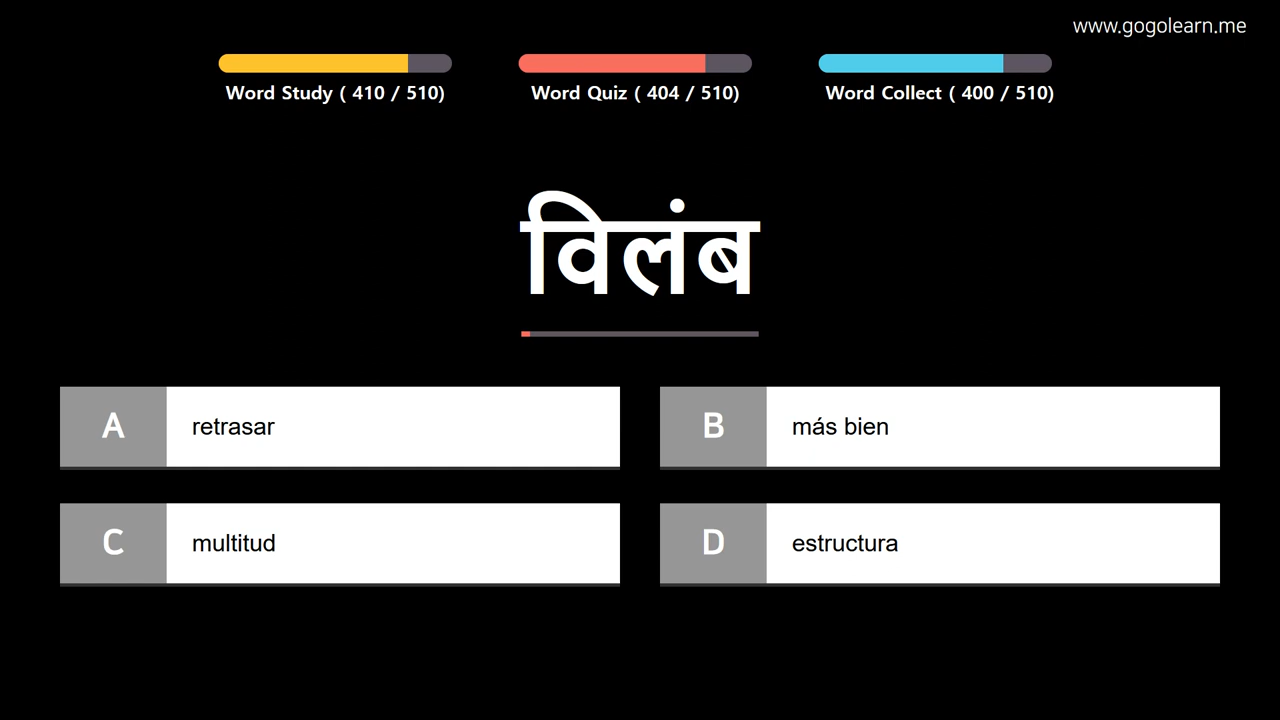 www.gogolearn.me
Word Study ( 410 / 510)
Word Quiz ( 404 / 510)
Word Collect ( 400 / 510)
विलंब
A retrasar
B más bien
C multitud
D estructura